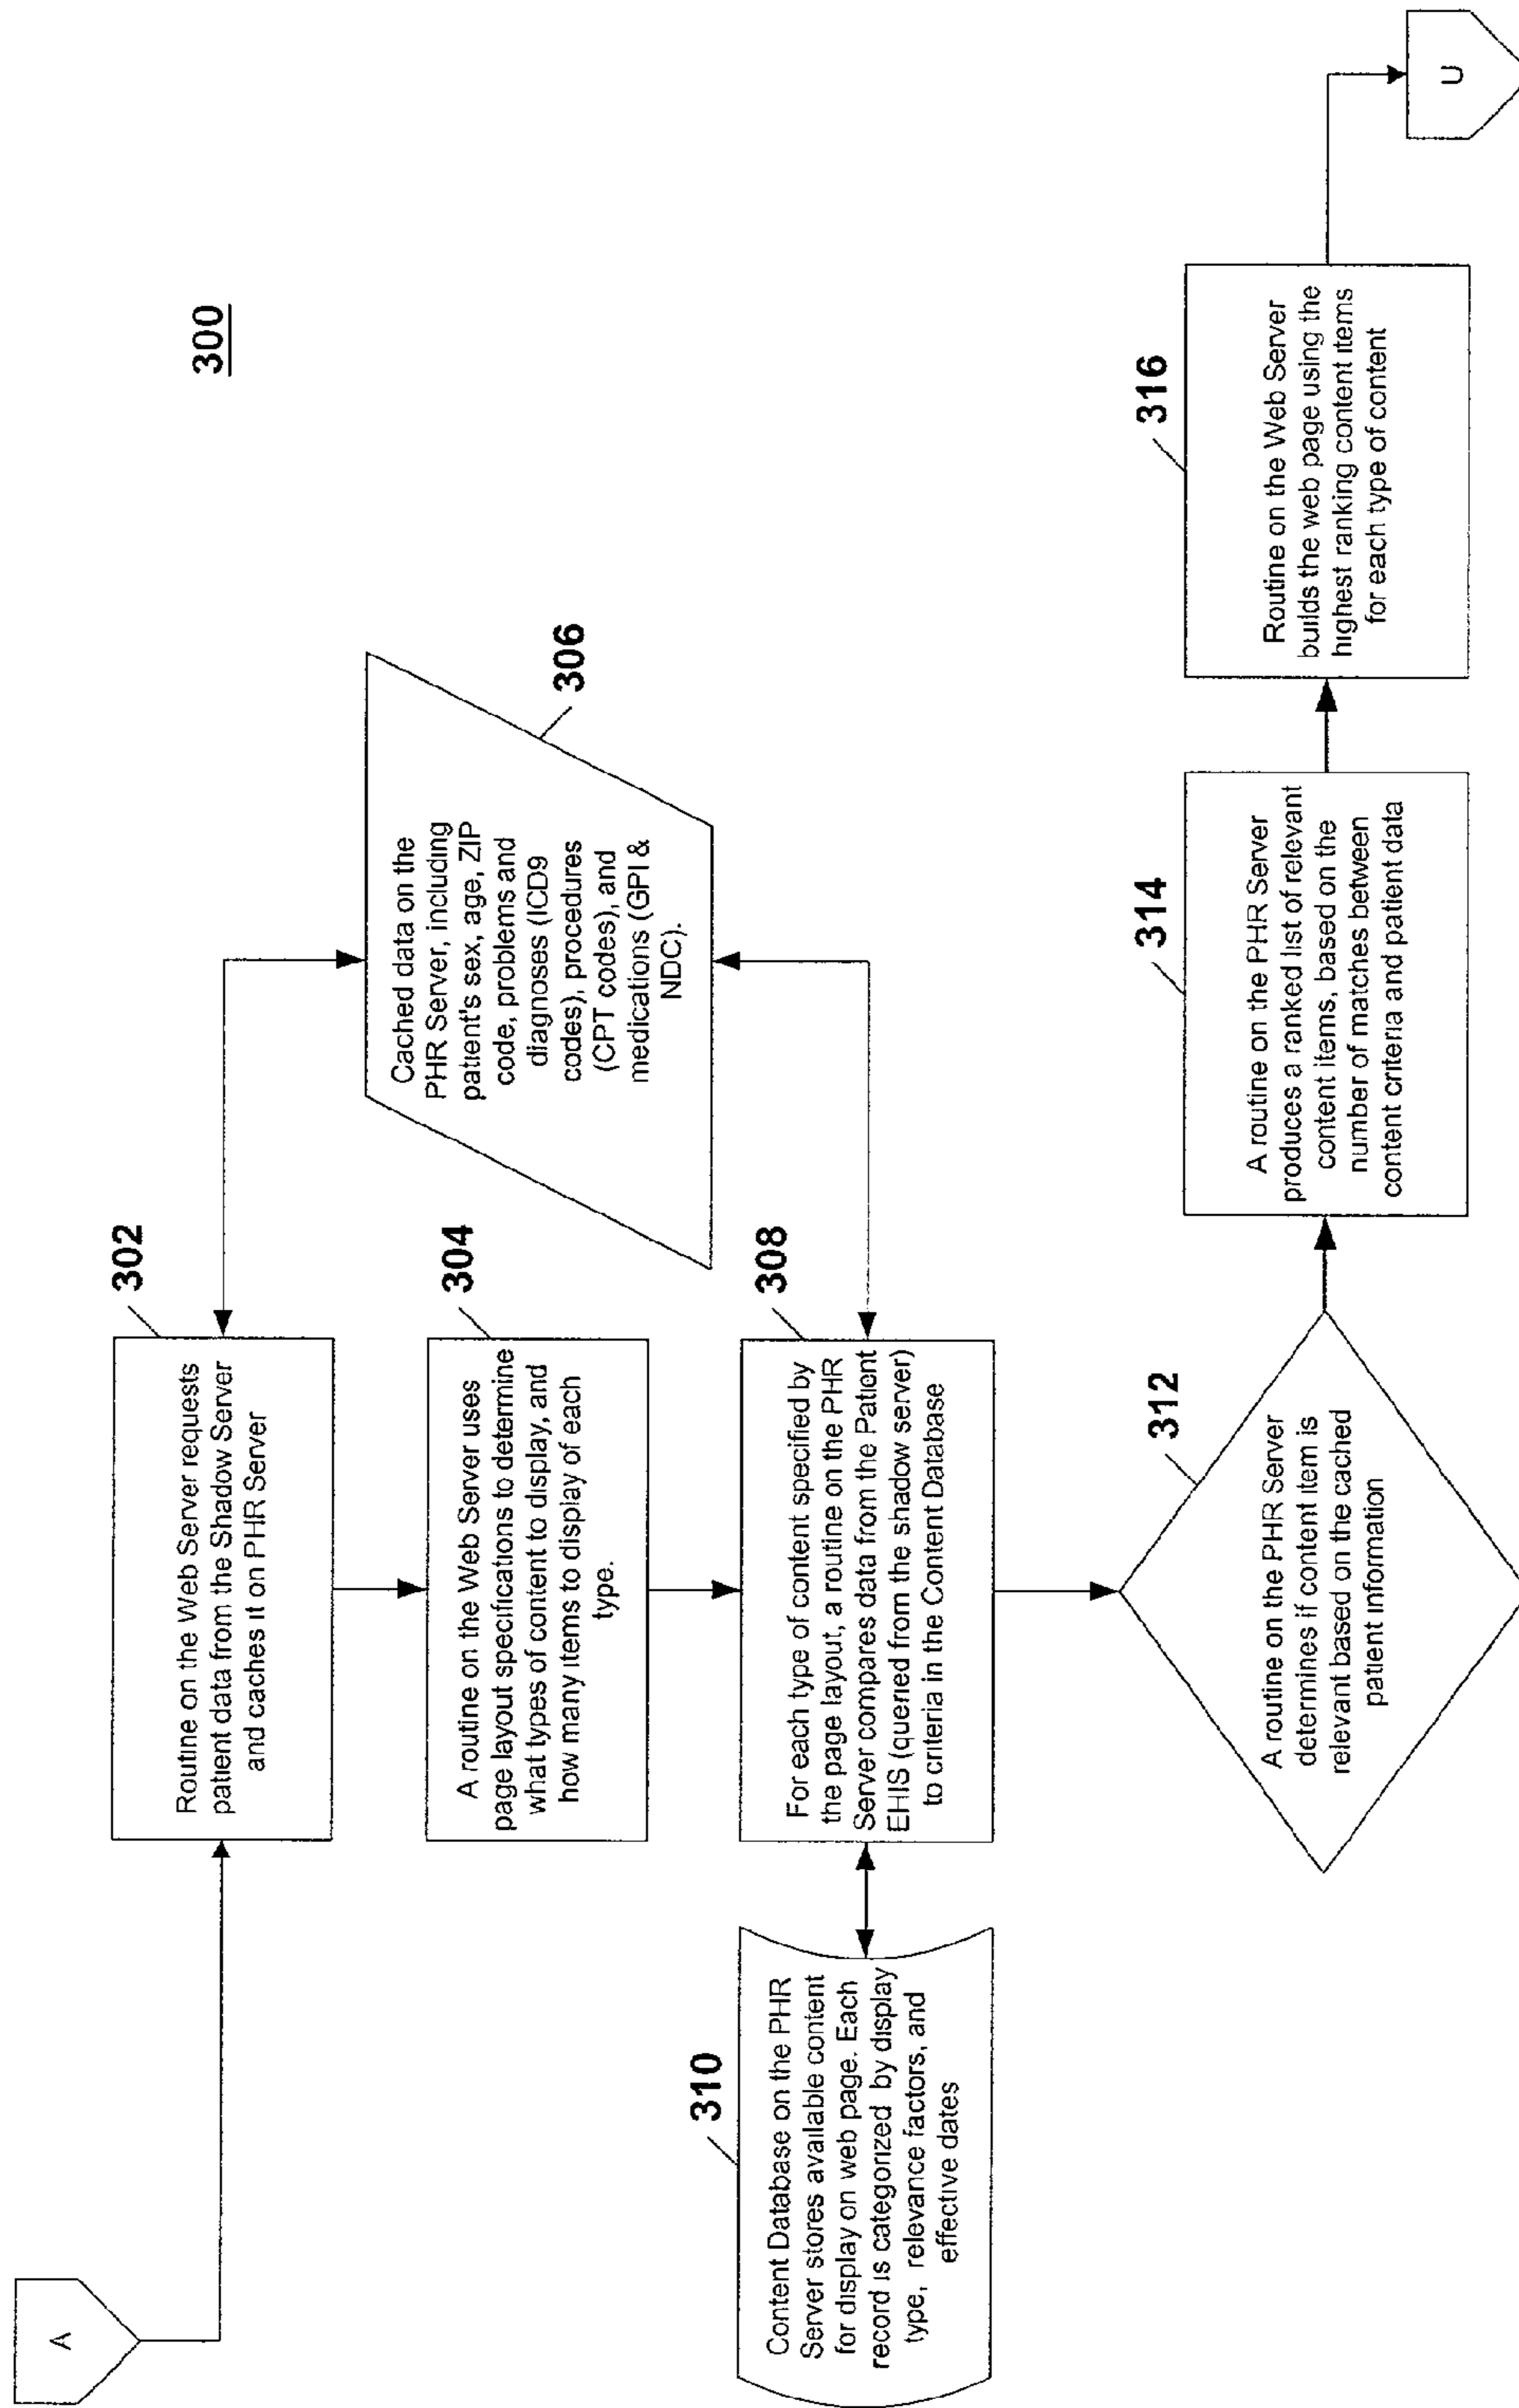 300
A
302
Routine on the Web Server requests
patient data from the Shadow Server
and caches it on PHR Server
304
A routine on the Web Server uses
page layout specifications to determine
what types of content to display, and
how many items to display of each
type.
306
Cached data on the
PHR Server, including
patient's sex, age, ZIP
code, problems and
diagnoses (ICD9
codes), procedures
(CPT codes), and
medications (GPI &
NDC).
308
For each type of content specified by
the page layout, a routine on the PHR
Server compares data from the Patient
EHIS (queried from the shadow server)
to criteria in the Content Database
310
Content Database on the PHR
Server stores available content
for display on web page. Each
record is categorized by display
type, relevance factors, and
effective dates
312
A routine on the PHR Server
determines if content item is
relevant based on the cached
patient information
314
A routine on the PHR Server
produces a ranked list of relevant
content items, based on the
number of matches between
content criteria and patient data
316
Routine on the Web Server
builds the web page using the
highest ranking content items
for each type of content
U